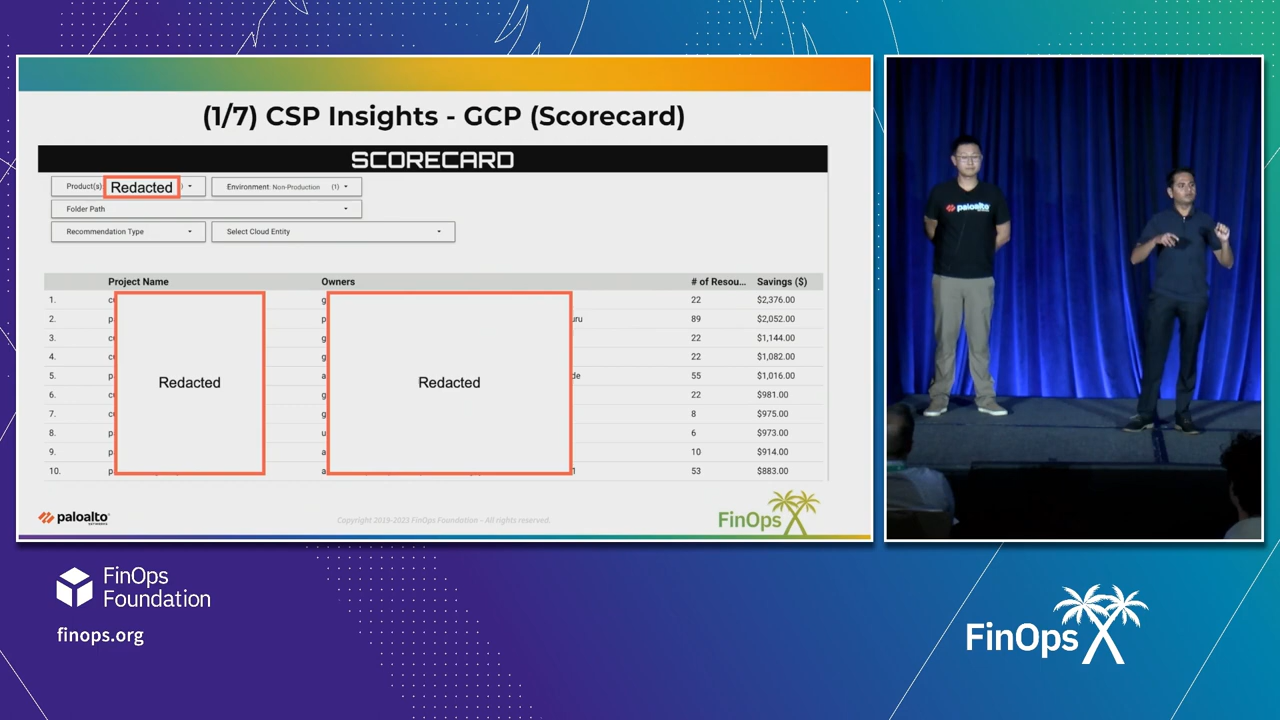 (1/7) CSP Insights - GCP (Scorecard)
SCORECARD
Product(s) Redacted ) Environment: Non-Production (1)
Folder Path
Recommendation Type Select Cloud Entity
Project Name Owners # of Resou... Savings ($)
1. 22 $2,376.00
2. uru 89 $2,052.00
3. 22 $1,144.00
4. 22 $1,082.00
5. de 55 $1,016.00
6. 22 $981.00
7. 8 $975.00
8. 6 $973.00
9. 10 $914.00
10. 1 53 $883.00
Redacted Redacted
paloalto
Copyright 2019-2023 FinOps Foundation - All rights reserved.
FinOps X
paloalto
FinOps
Foundation
finops.org
FinOps X